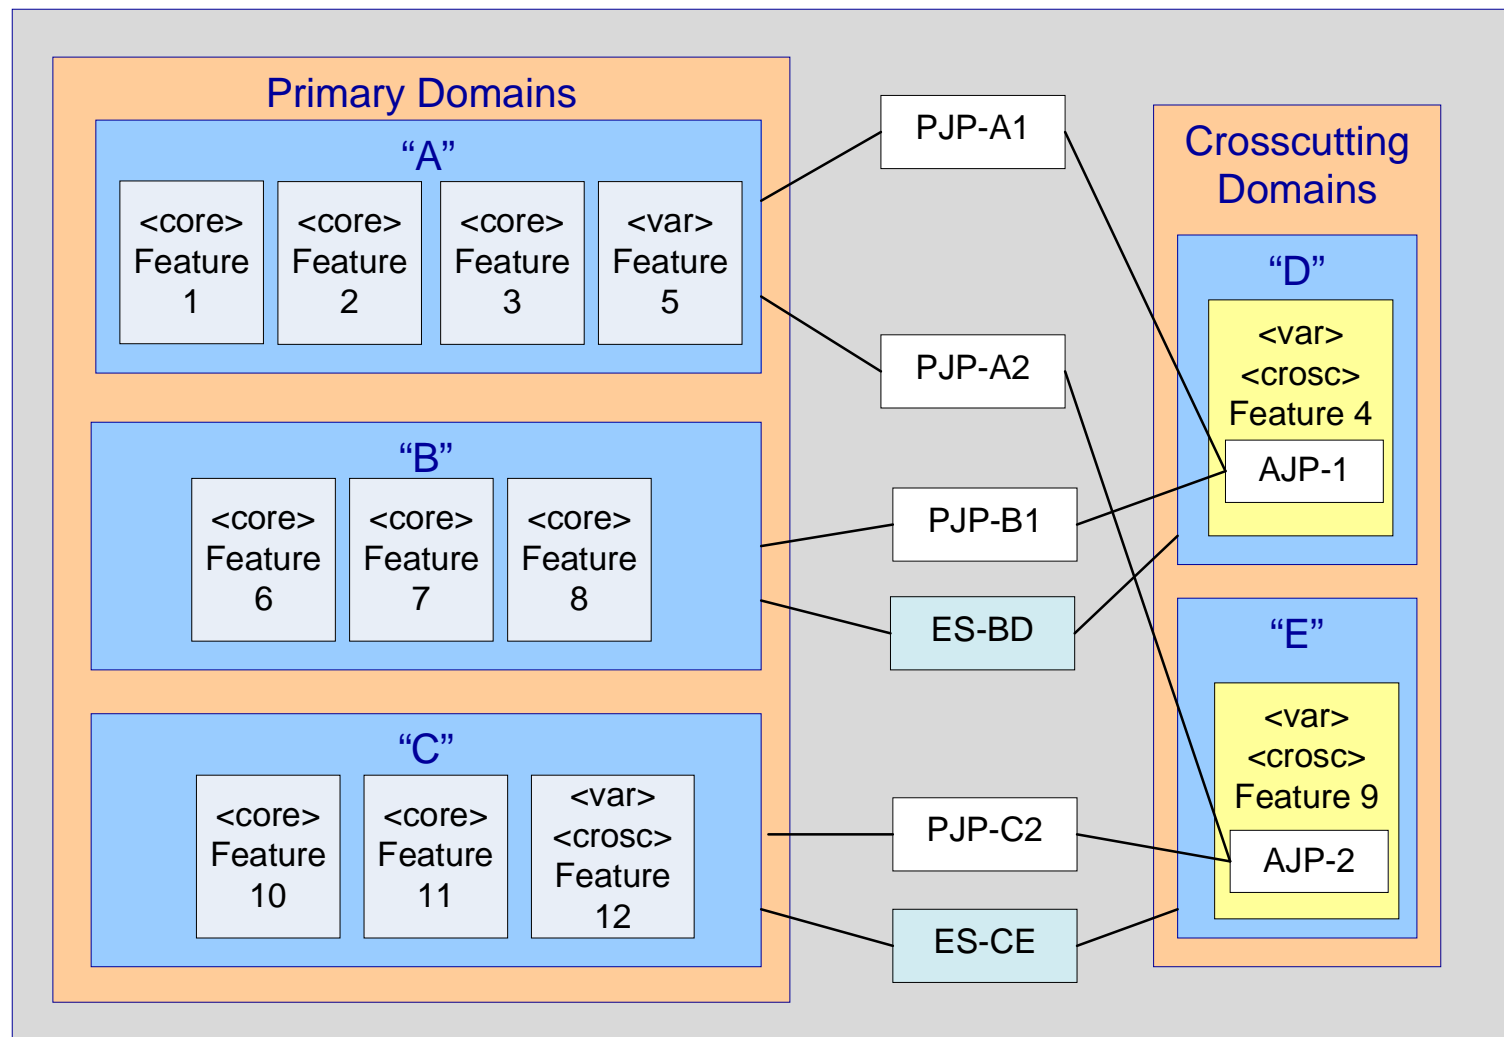 Primary Domains
“A”
<core>
Feature
1
<core>
Feature
2
<core>
Feature
3
<var>
Feature
5
“B”
<core>
Feature
6
<core>
Feature
7
<core>
Feature
8
“C”
<core>
Feature
10
<core>
Feature
11
<var>
<crosc>
Feature
12
PJP-A1
PJP-A2
PJP-B1
ES-BD
PJP-C2
ES-CE
Crosscutting
Domains
“D”
<var>
<crosc>
Feature 4
AJP-1
“E”
<var>
<crosc>
Feature 9
AJP-2